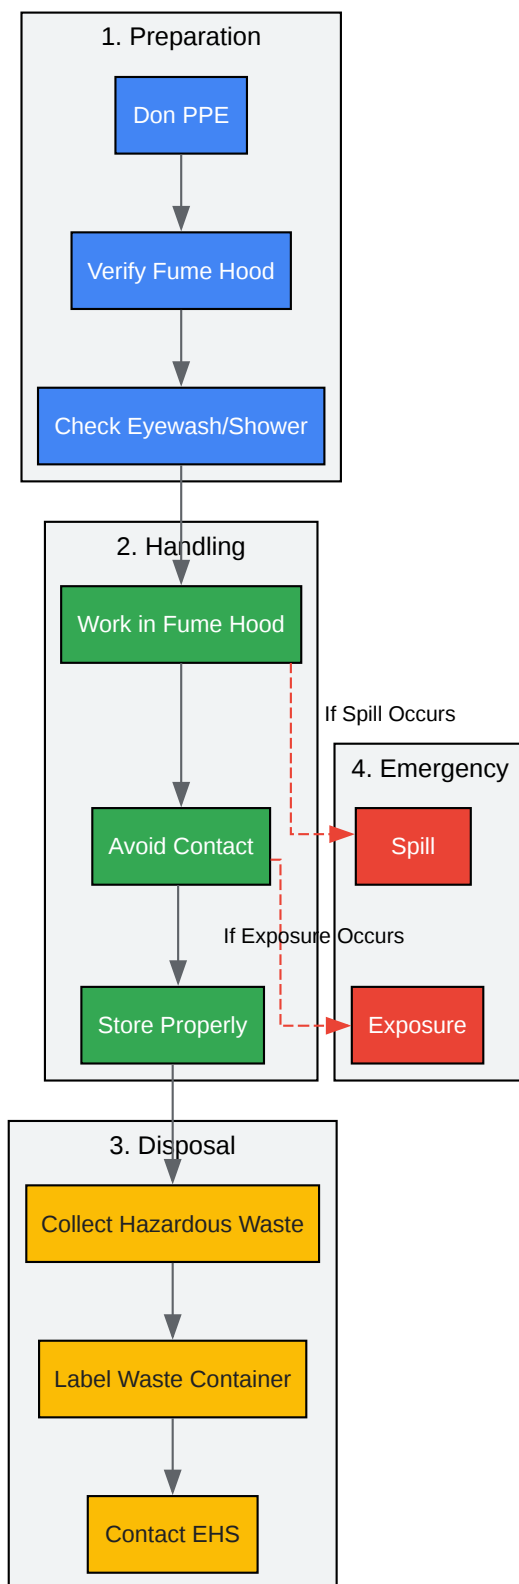 1. Preparation
Don PPE
Verify Fume Hood
Check Eyewash/Shower
2. Handling
Work in Fume Hood
If Spill Occurs
4. Emergency
Avoid Contact
Spill
If Exposure Occurs
Store Properly
Exposure
3. Disposal
Collect Hazardous Waste
Label Waste Container
Contact EHS